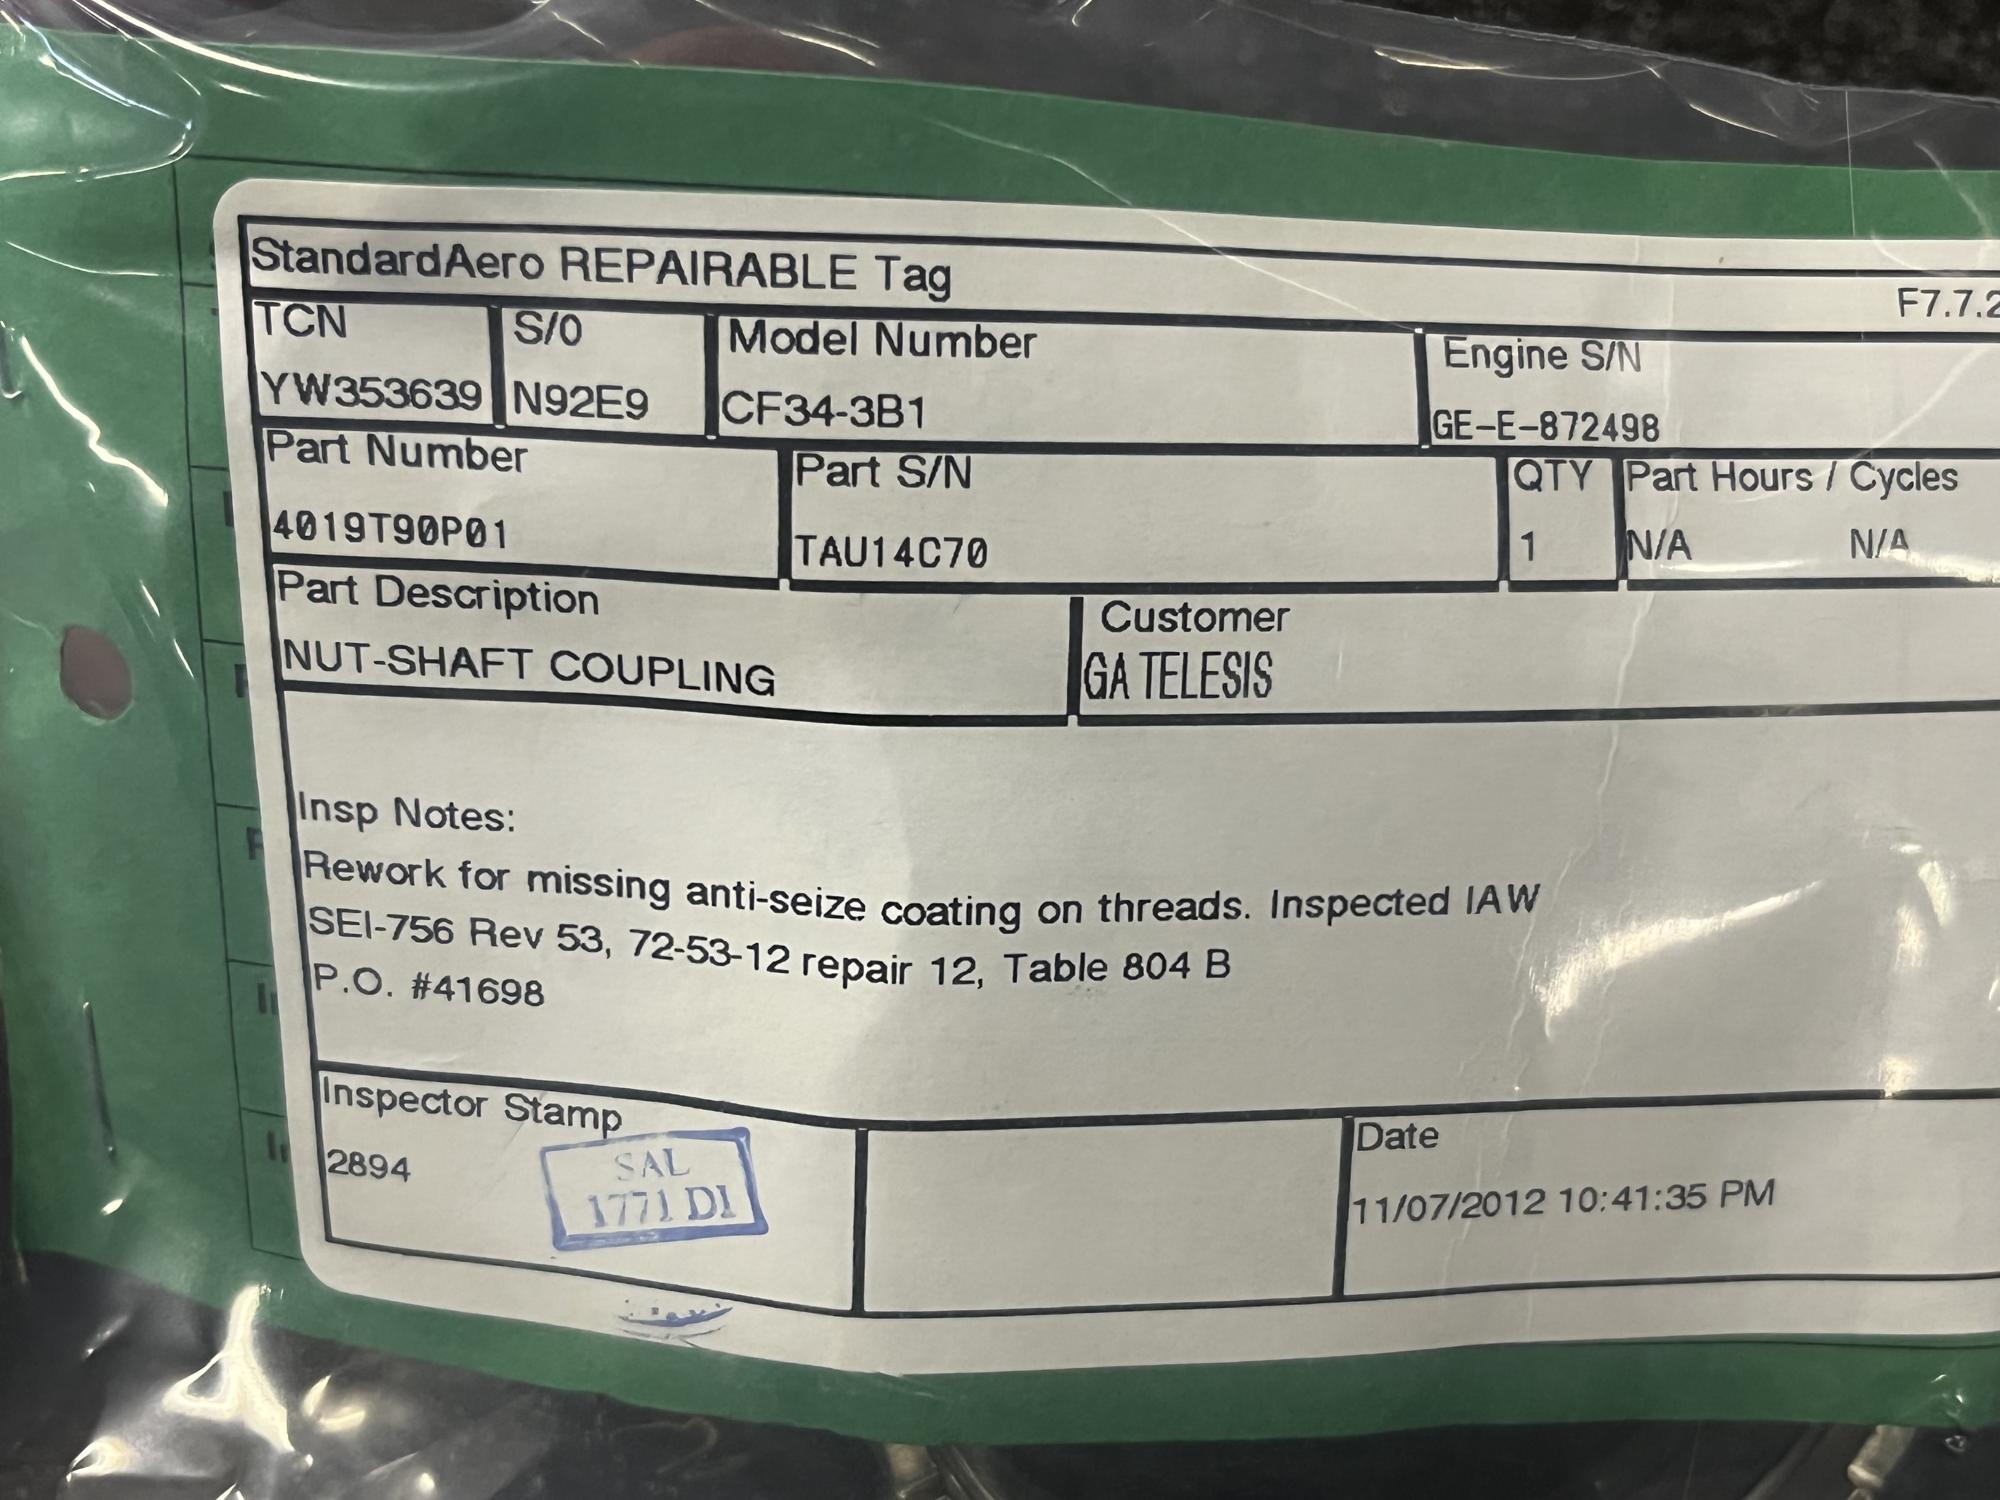 StandardAero REPAIRABLE Tag
F7.7.2
TCN S/O Model Number Engine S/N
YW353639 N92E9 CF34-3B1 GE-E-872498
Part Number Part S/N QTY Part Hours / Cycles
4019T90P01 TAU14C70 1 N/A N/A
Part Description Customer
NUT-SHAFT COUPLING GA TELESIS
Insp Notes:
Rework for missing anti-seize coating on threads. Inspected IAW
SEI-756 Rev 53, 72-53-12 repair 12, Table 804 B
P.O. #41698
Inspector Stamp Date
2894 11/07/2012 10:41:35 PM
SAL
1771 DI